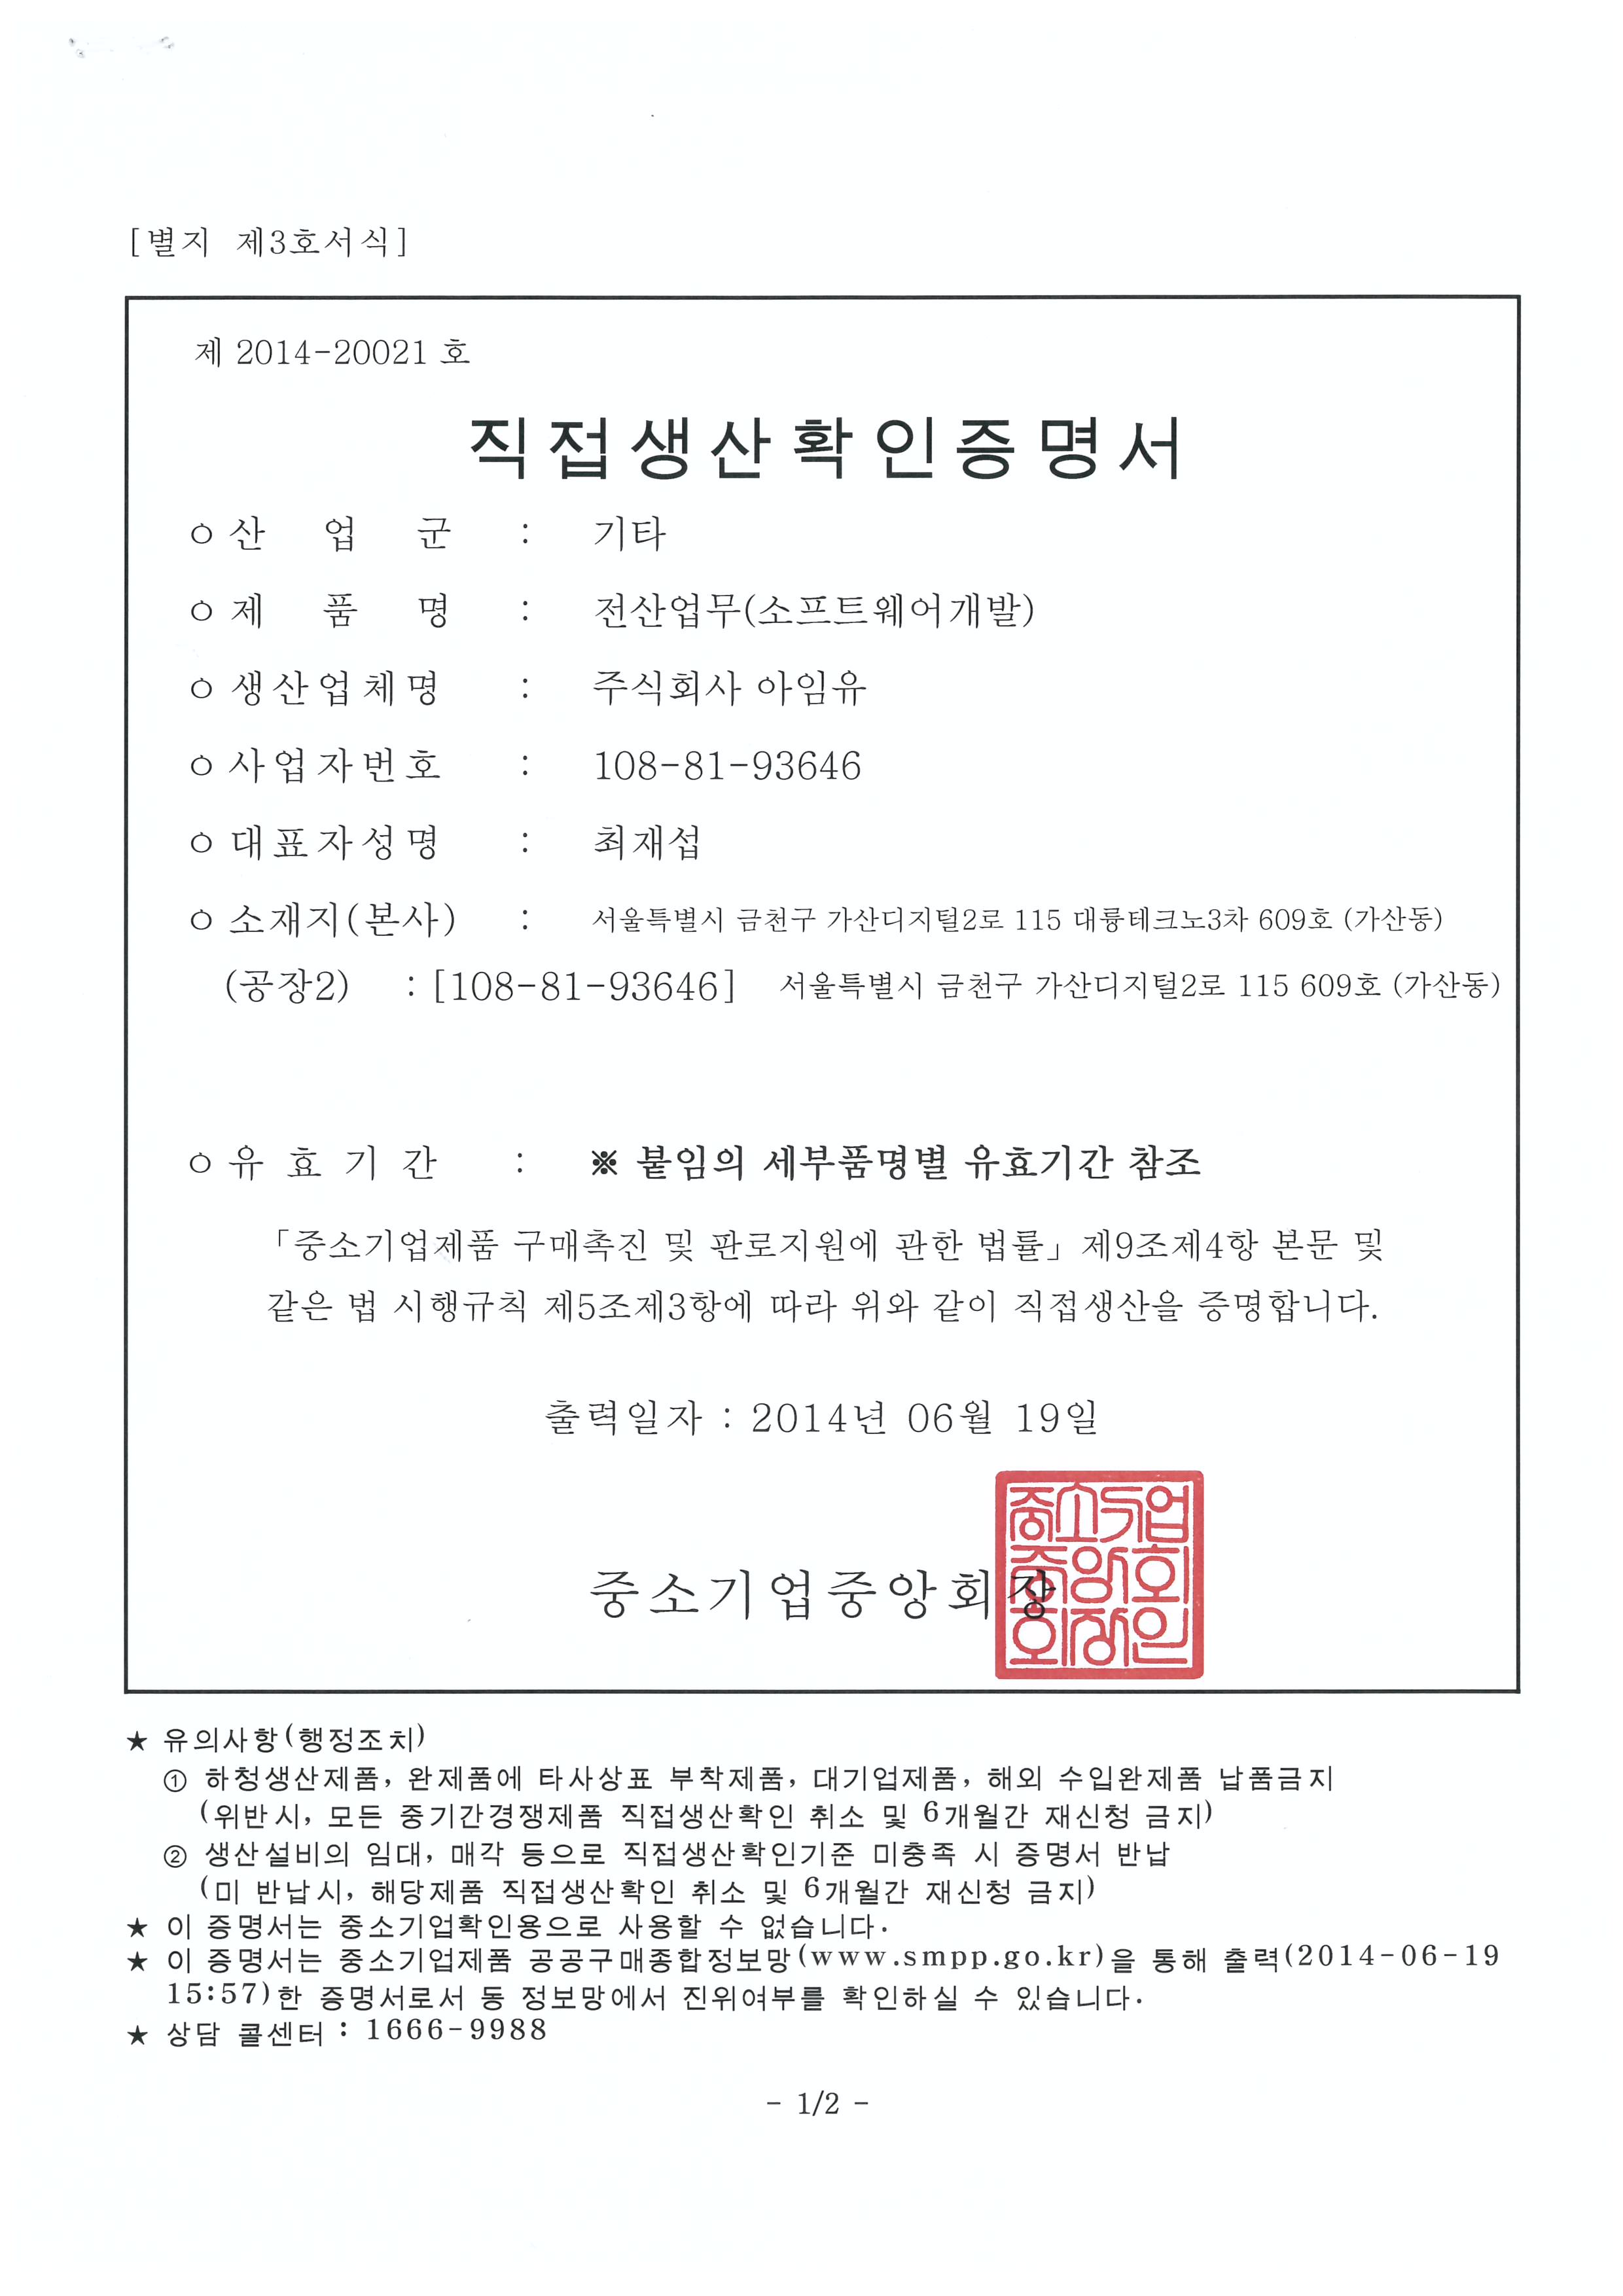 [별지 제3호서식]
제 2014-20021 호
직접생산확인증명서
ㅇ 산 업 군 : 기타
ㅇ 제 품 명 : 전산업무(소프트웨어개발)
ㅇ 생산업체명 : 주식회사 아임유
ㅇ 사업자번호 : 108-81-93646
ㅇ 대표자성명 : 최재섭
ㅇ 소재지(본사) : 서울특별시 금천구 가산디지털2로 115 대륭테크노3차 609호 (가산동)
(공장2) : [108-81-93646] 서울특별시 금천구 가산디지털2로 115 609호 (가산동)
ㅇ 유 효 기 간 : ※ 붙임의 세부품명별 유효기간 참조
「중소기업제품 구매촉진 및 판로지원에 관한 법률」 제9조제4항 본문 및
같은 법 시행규칙 제5조제3항에 따라 위와 같이 직접생산을 증명합니다.
출력일자 : 2014년 06월 19일
중소기업중앙회장
중소기업
중앙회
회장인
★ 유의사항(행정조치)
① 하청생산제품, 완제품에 타사상표 부착제품, 대기업제품, 해외 수입완제품 납품금지
(위반시, 모든 중기간경쟁제품 직접생산확인 취소 및 6개월간 재신청 금지)
② 생산설비의 임대, 매각 등으로 직접생산확인기준 미충족 시 증명서 반납
(미 반납시, 해당제품 직접생산확인 취소 및 6개월간 재신청 금지)
★ 이 증명서는 중소기업확인용으로 사용할 수 없습니다.
★ 이 증명서는 중소기업제품 공공구매종합정보망(www.smpp.go.kr)을 통해 출력(2014-06-19
15:57)한 증명서로서 동 정보망에서 진위여부를 확인하실 수 있습니다.
★ 상담 콜센터 : 1666-9988
- 1/2 -